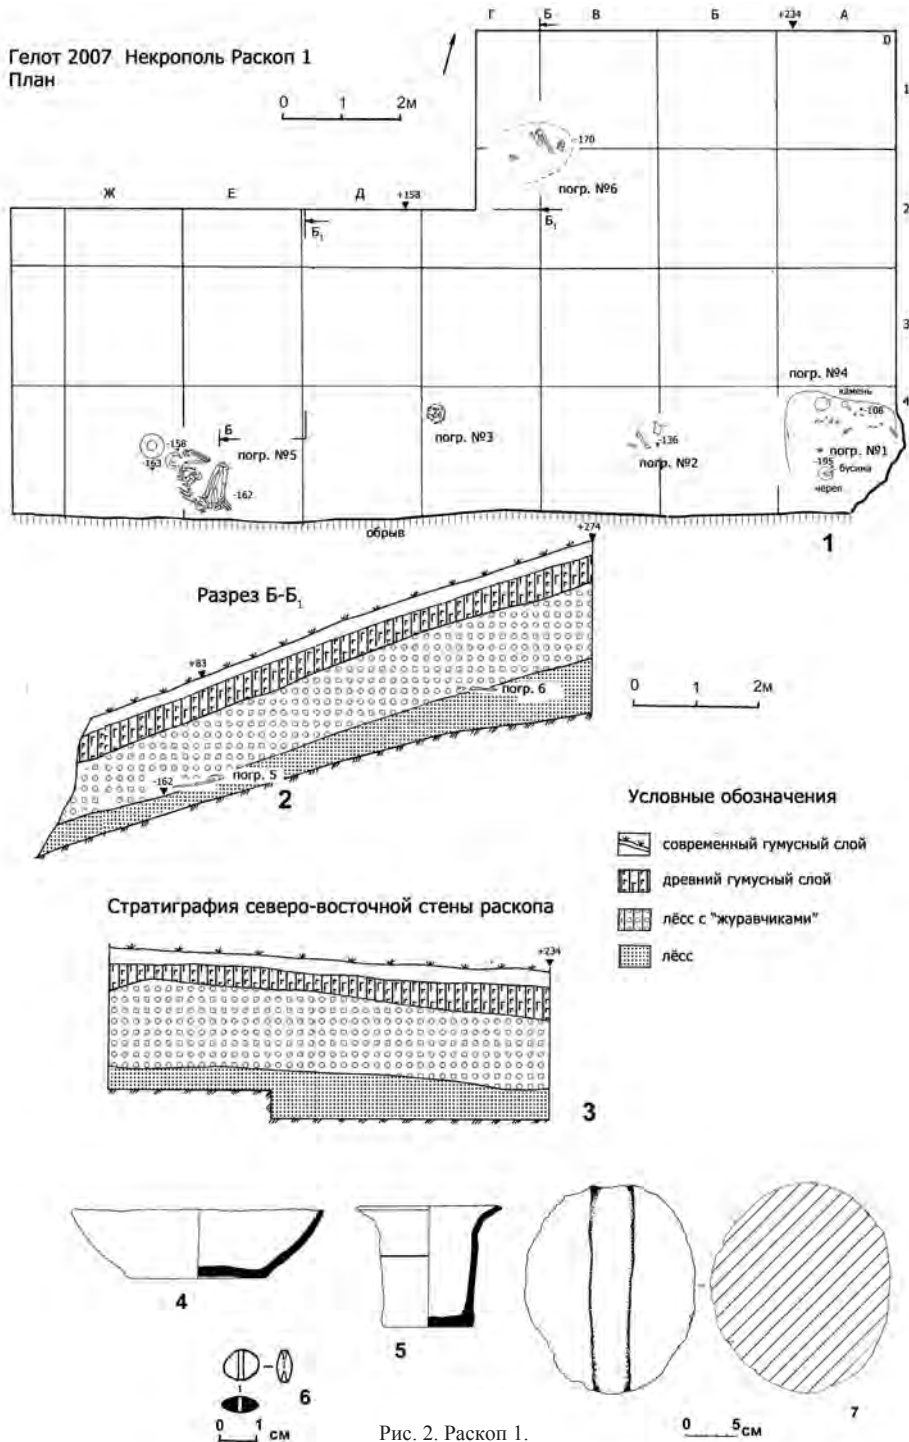 Гелот 2007 Некрополь Раскоп 1
План
0 1 2м
Г Б В Б +234 А
D
1
-170
погр. №6
Ж Е Д +158
2
Б₁ Б₁
3
погр. №4
4
камень
-108
-158
-163
Б
погр. №5
погр. №3
-136
погр. №2
погр. №1
-195
бусина
череп
-162
обрыв
1
+274
Разрез Б-Б₁
+83
погр. 6
0 1 2м
-162
погр. 5
2
Условные обозначения
современный гумусный слой
древний гумусный слой
лёсс с "журавчиками"
лёсс
Стратиграфия северо-восточной стены раскопа
+234
3
4
5
6
7
0 1 см
0 5 см
Рис. 2. Раскоп 1.